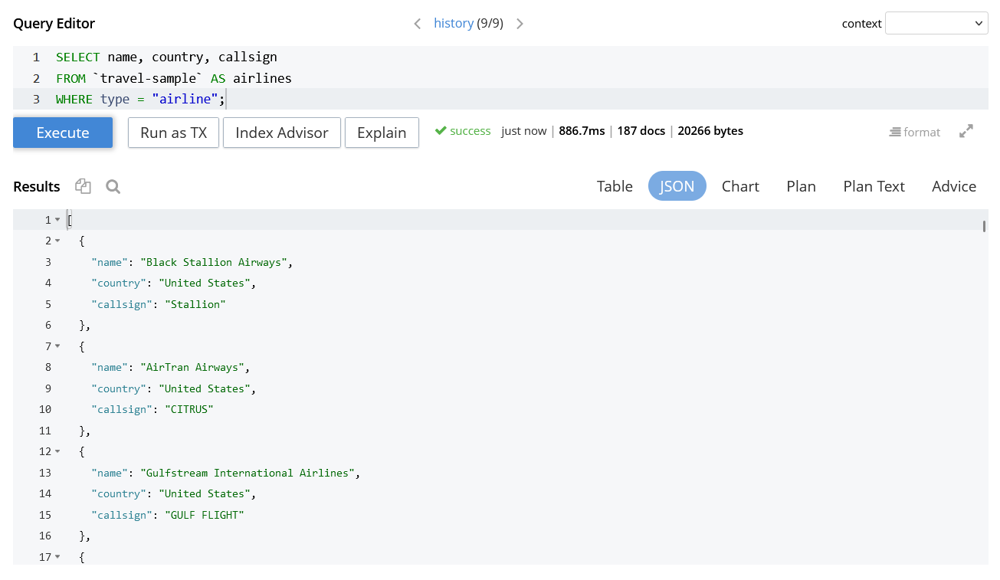 Query Editor
history (9/9)
context
1 SELECT name, country, callsign
2 FROM `travel-sample` AS airlines
3 WHERE type = "airline";
Execute Run as TX Index Advisor Explain success just now | 886.7ms | 187 docs | 20266 bytes format
Results Table JSON Chart Plan Plan Text Advice
1 [
2 {
3 "name": "Black Stallion Airways",
4 "country": "United States",
5 "callsign": "Stallion"
6 },
7 {
8 "name": "AirTran Airways",
9 "country": "United States",
10 "callsign": "CITRUS"
11 },
12 {
13 "name": "Gulfstream International Airlines",
14 "country": "United States",
15 "callsign": "GULF FLIGHT"
16 },
17 {